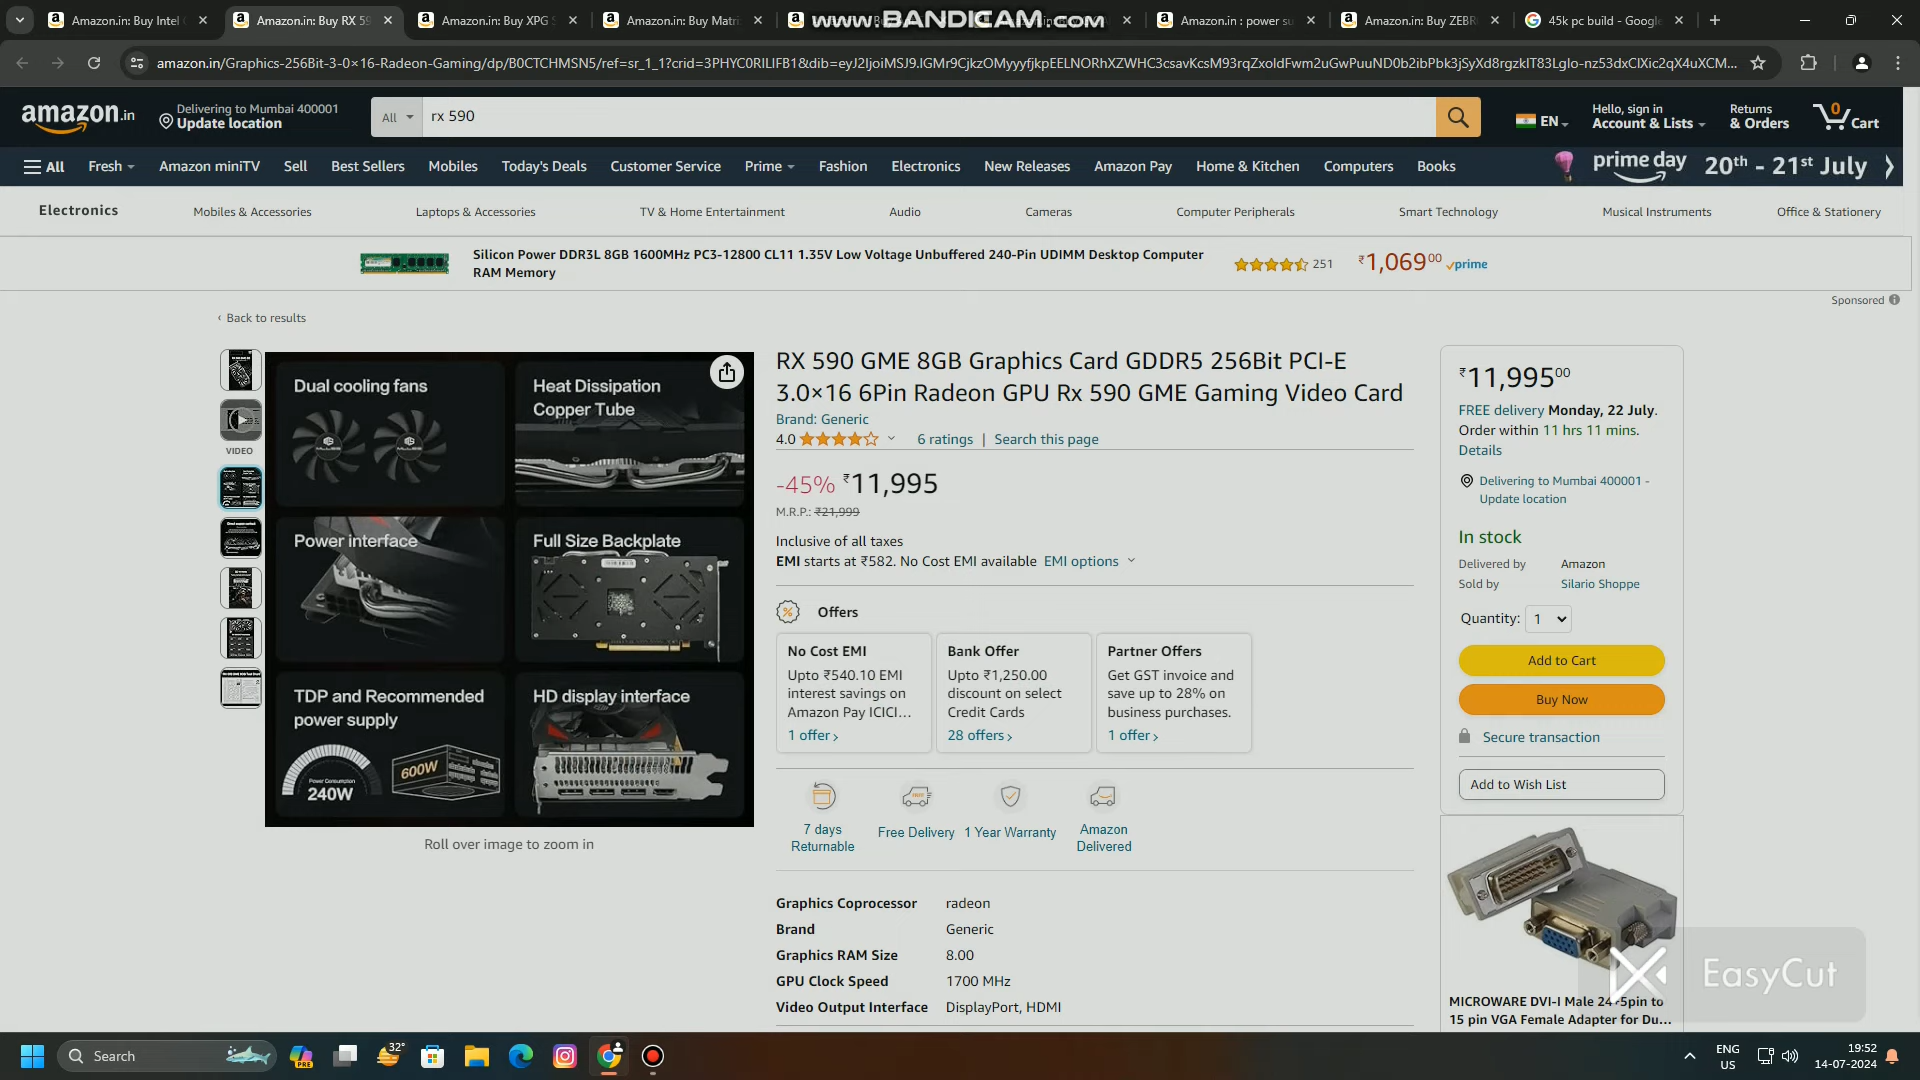 Amazon.in: Buy Intel
Amazon.in: Buy RX 59
Amazon.in: Buy XPG S
Amazon.in: Buy Matri
www.BANDICAM.com
Amazon.in : power su
Amazon.in: Buy ZEBR
45k pc build - Google
amazon.in/Graphics-256Bit-3-0×16-Radeon-Gaming/dp/B0CTCHMSN5/ref=sr_1_1?crid=3PHYC0RILIFB1&dib=
amazon.in
Delivering to Mumbai 400001
Update location
All
rx 590
EN
Hello, sign in
Account & Lists
Returns
& Orders
0
Cart
All
Fresh
Amazon miniTV
Sell
Best Sellers
Mobiles
Today's Deals
Customer Service
Prime
Fashion
Electronics
New Releases
Amazon Pay
Home & Kitchen
Computers
Books
prime day
20th - 21st July
Electronics
Mobiles & Accessories
Laptops & Accessories
TV & Home Entertainment
Audio
Cameras
Computer Peripherals
Smart Technology
Musical Instruments
Office & Stationery
Silicon Power DDR3L 8GB 1600MHz PC3-12800 CL11 1.35V Low Voltage Unbuffered 240-Pin UDIMM Desktop Computer
RAM Memory
251
₹1,069⁰⁰ prime
Sponsored
‹ Back to results
VIDEO
Dual cooling fans
Heat Dissipation
Copper Tube
Power interface
Full Size Backplate
TDP and Recommended
power supply
Power Consumption
240W
600W
HD display interface
Roll over image to zoom in
RX 590 GME 8GB Graphics Card GDDR5 256Bit PCI-E
3.0×16 6Pin Radeon GPU Rx 590 GME Gaming Video Card
Brand: Generic
4.0
6 ratings | Search this page
-45% ₹11,995
M.R.P.: ₹21,999
Inclusive of all taxes
EMI starts at ₹582. No Cost EMI available EMI options
Offers
No Cost EMI
Upto ₹540.10 EMI
interest savings on
Amazon Pay ICICI...
1 offer ›
Bank Offer
Upto ₹1,250.00
discount on select
Credit Cards
28 offers ›
Partner Offers
Get GST invoice and
save up to 28% on
business purchases.
1 offer ›
7 days
Returnable
Free Delivery
1 Year Warranty
Amazon
Delivered
Graphics Coprocessor radeon
Brand Generic
Graphics RAM Size 8.00
GPU Clock Speed 1700 MHz
Video Output Interface DisplayPort, HDMI
₹11,995⁰⁰
FREE delivery Monday, 22 July.
Order within 11 hrs 11 mins.
Details
Delivering to Mumbai 400001 -
Update location
In stock
Delivered by Amazon
Sold by Silario Shoppe
Quantity: 1
Add to Cart
Buy Now
Secure transaction
Add to Wish List
MICROWARE DVI-I Male 24+5pin to
15 pin VGA Female Adapter for Du...
EasyCut
Search
PRE
32°
ENG
US
19:52
14-07-2024